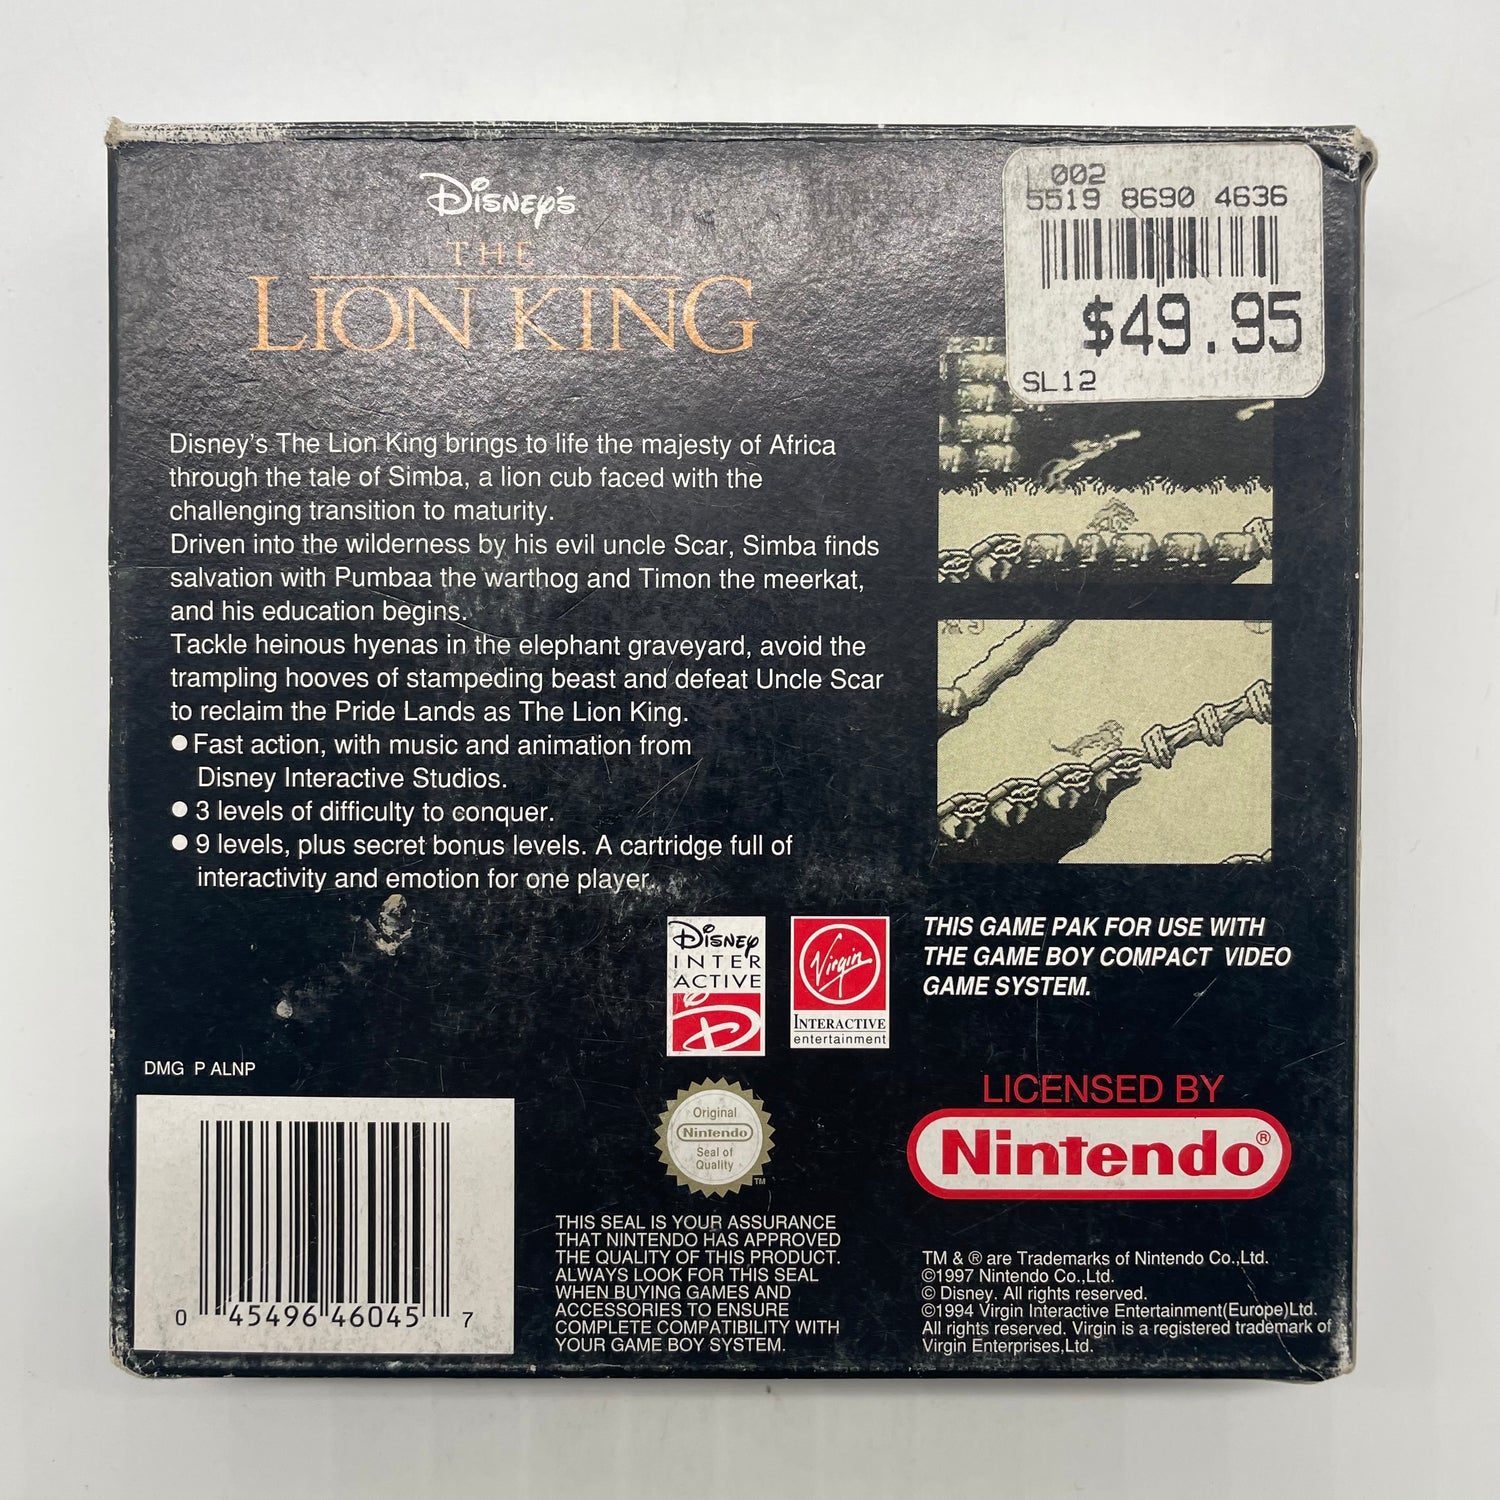 Disney's
THE
LION KING
L 002
5519 8690 4636
$49.95
SL12
Disney's The Lion King brings to life the majesty of Africa
through the tale of Simba, a lion cub faced with the
challenging transition to maturity.
Driven into the wilderness by his evil uncle Scar, Simba finds
salvation with Pumbaa the warthog and Timon the meerkat,
and his education begins.
Tackle heinous hyenas in the elephant graveyard, avoid the
trampling hooves of stampeding beast and defeat Uncle Scar
to reclaim the Pride Lands as The Lion King.
● Fast action, with music and animation from
Disney Interactive Studios.
● 3 levels of difficulty to conquer.
● 9 levels, plus secret bonus levels. A cartridge full of
interactivity and emotion for one player.
Disney
INTER
ACTIVE
D
Virgin
INTERACTIVE
entertainment
THIS GAME PAK FOR USE WITH
THE GAME BOY COMPACT VIDEO
GAME SYSTEM.
DMG P ALNP
0 45496 46045 7
Original
Nintendo
Seal of
Quality
TM
THIS SEAL IS YOUR ASSURANCE
THAT NINTENDO HAS APPROVED
THE QUALITY OF THIS PRODUCT.
ALWAYS LOOK FOR THIS SEAL
WHEN BUYING GAMES AND
ACCESSORIES TO ENSURE
COMPLETE COMPATIBILITY WITH
YOUR GAME BOY SYSTEM.
LICENSED BY
Nintendo®
TM & ® are Trademarks of Nintendo Co.,Ltd.
©1997 Nintendo Co.,Ltd.
© Disney. All rights reserved.
©1994 Virgin Interactive Entertainment(Europe)Ltd.
All rights reserved. Virgin is a registered trademark of
Virgin Enterprises,Ltd.